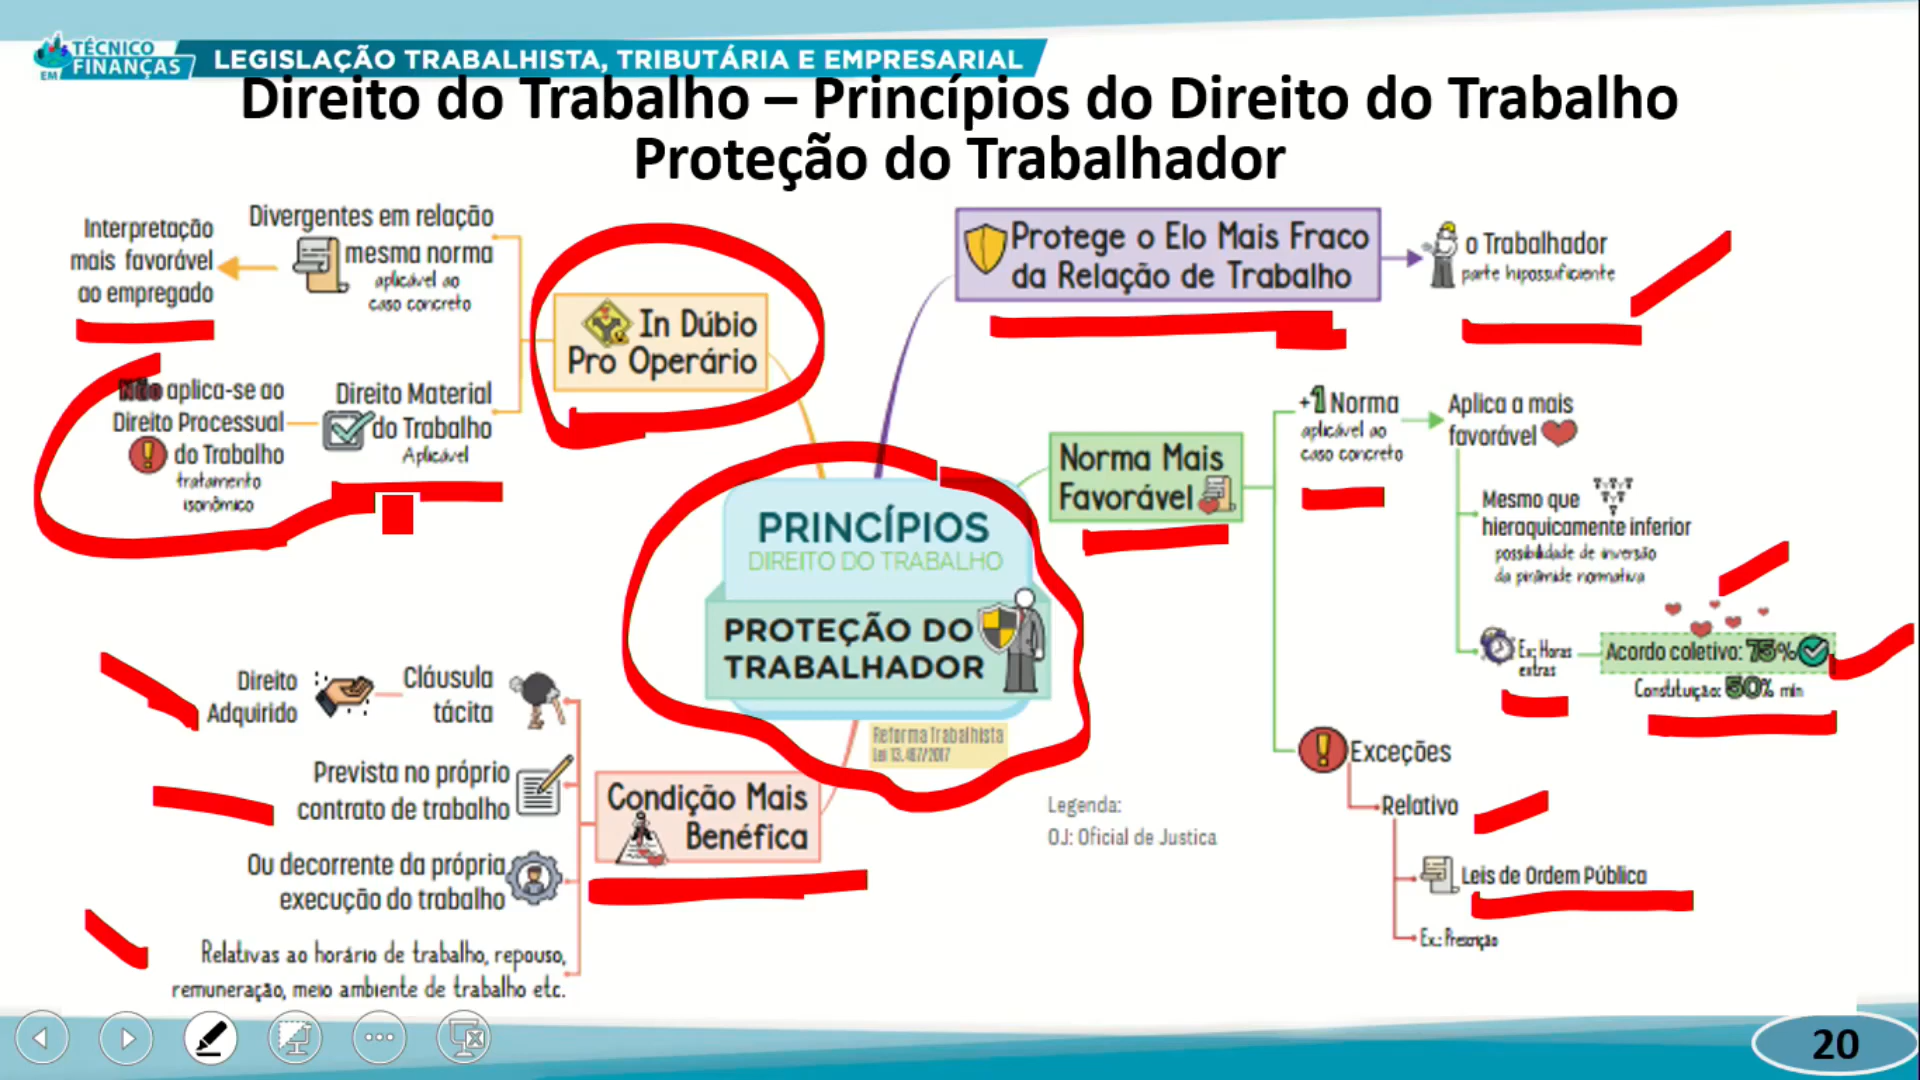 TÉCNICO
EM FINANÇAS
LEGISLAÇÃO TRABALHISTA, TRIBUTÁRIA E EMPRESARIAL
Direito do Trabalho – Princípios do Direito do Trabalho
Proteção do Trabalhador
Interpretação
mais favorável
ao empregado
Divergentes em relação
mesma norma
aplicável ao
caso concreto
In Dúbio
Pro Operário
Não aplica-se ao
Direito Processual
do Trabalho
tratamento
isonômico
Direito Material
do Trabalho
Aplicável
Protege o Elo Mais Fraco
da Relação de Trabalho
o Trabalhador
parte hipossuficiente
Norma Mais
Favorável
+1 Norma
aplicável ao
caso concreto
Aplica a mais
favorável
Mesmo que
hieraquicamente inferior
possibilidade de inversão
da pirâmide normativa
Ex: Horas
extras
Acordo coletivo: 75%
Constituição: 50% mín
Exceções
Relativo
Leis de Ordem Pública
Ex.: Prescrição
PRINCÍPIOS
DIREITO DO TRABALHO
PROTEÇÃO DO
TRABALHADOR
Reforma Trabalhista
Lei 13.467/2017
Condição Mais
Benéfica
Direito
Adquirido
Cláusula
tácita
Prevista no próprio
contrato de trabalho
Ou decorrente da própria
execução do trabalho
Relativas ao horário de trabalho, repouso,
remuneração, meio ambiente de trabalho etc.
Legenda:
OJ: Oficial de Justica
20